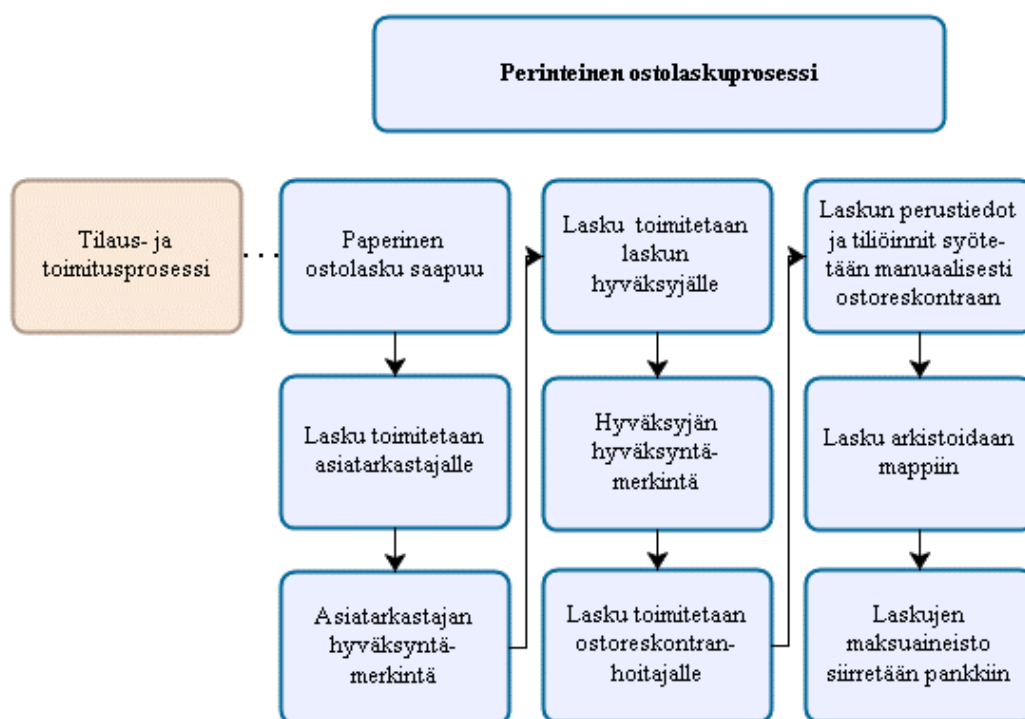 Perinteinen ostolaskuprosessi
Tilaus- ja
toimitusprosessi
Paperinen
ostolasku saapuu
Lasku toimitetaan
asiatarkastajalle
Asiatarkastajan
hyväksyntä-
merkintä
Lasku toimitetaan
laskun
hyväksyjälle
Hyväksyjän
hyväksyntä-
merkintä
Lasku toimitetaan
ostoreskontran-
hoitajalle
Laskun perustiedot
ja tiliöinnit syöte-
tään manuaalisesti
ostoreskontraan
Lasku arkistoidaan
mappiin
Laskujen
maksuaineisto
siirretään pankkiin